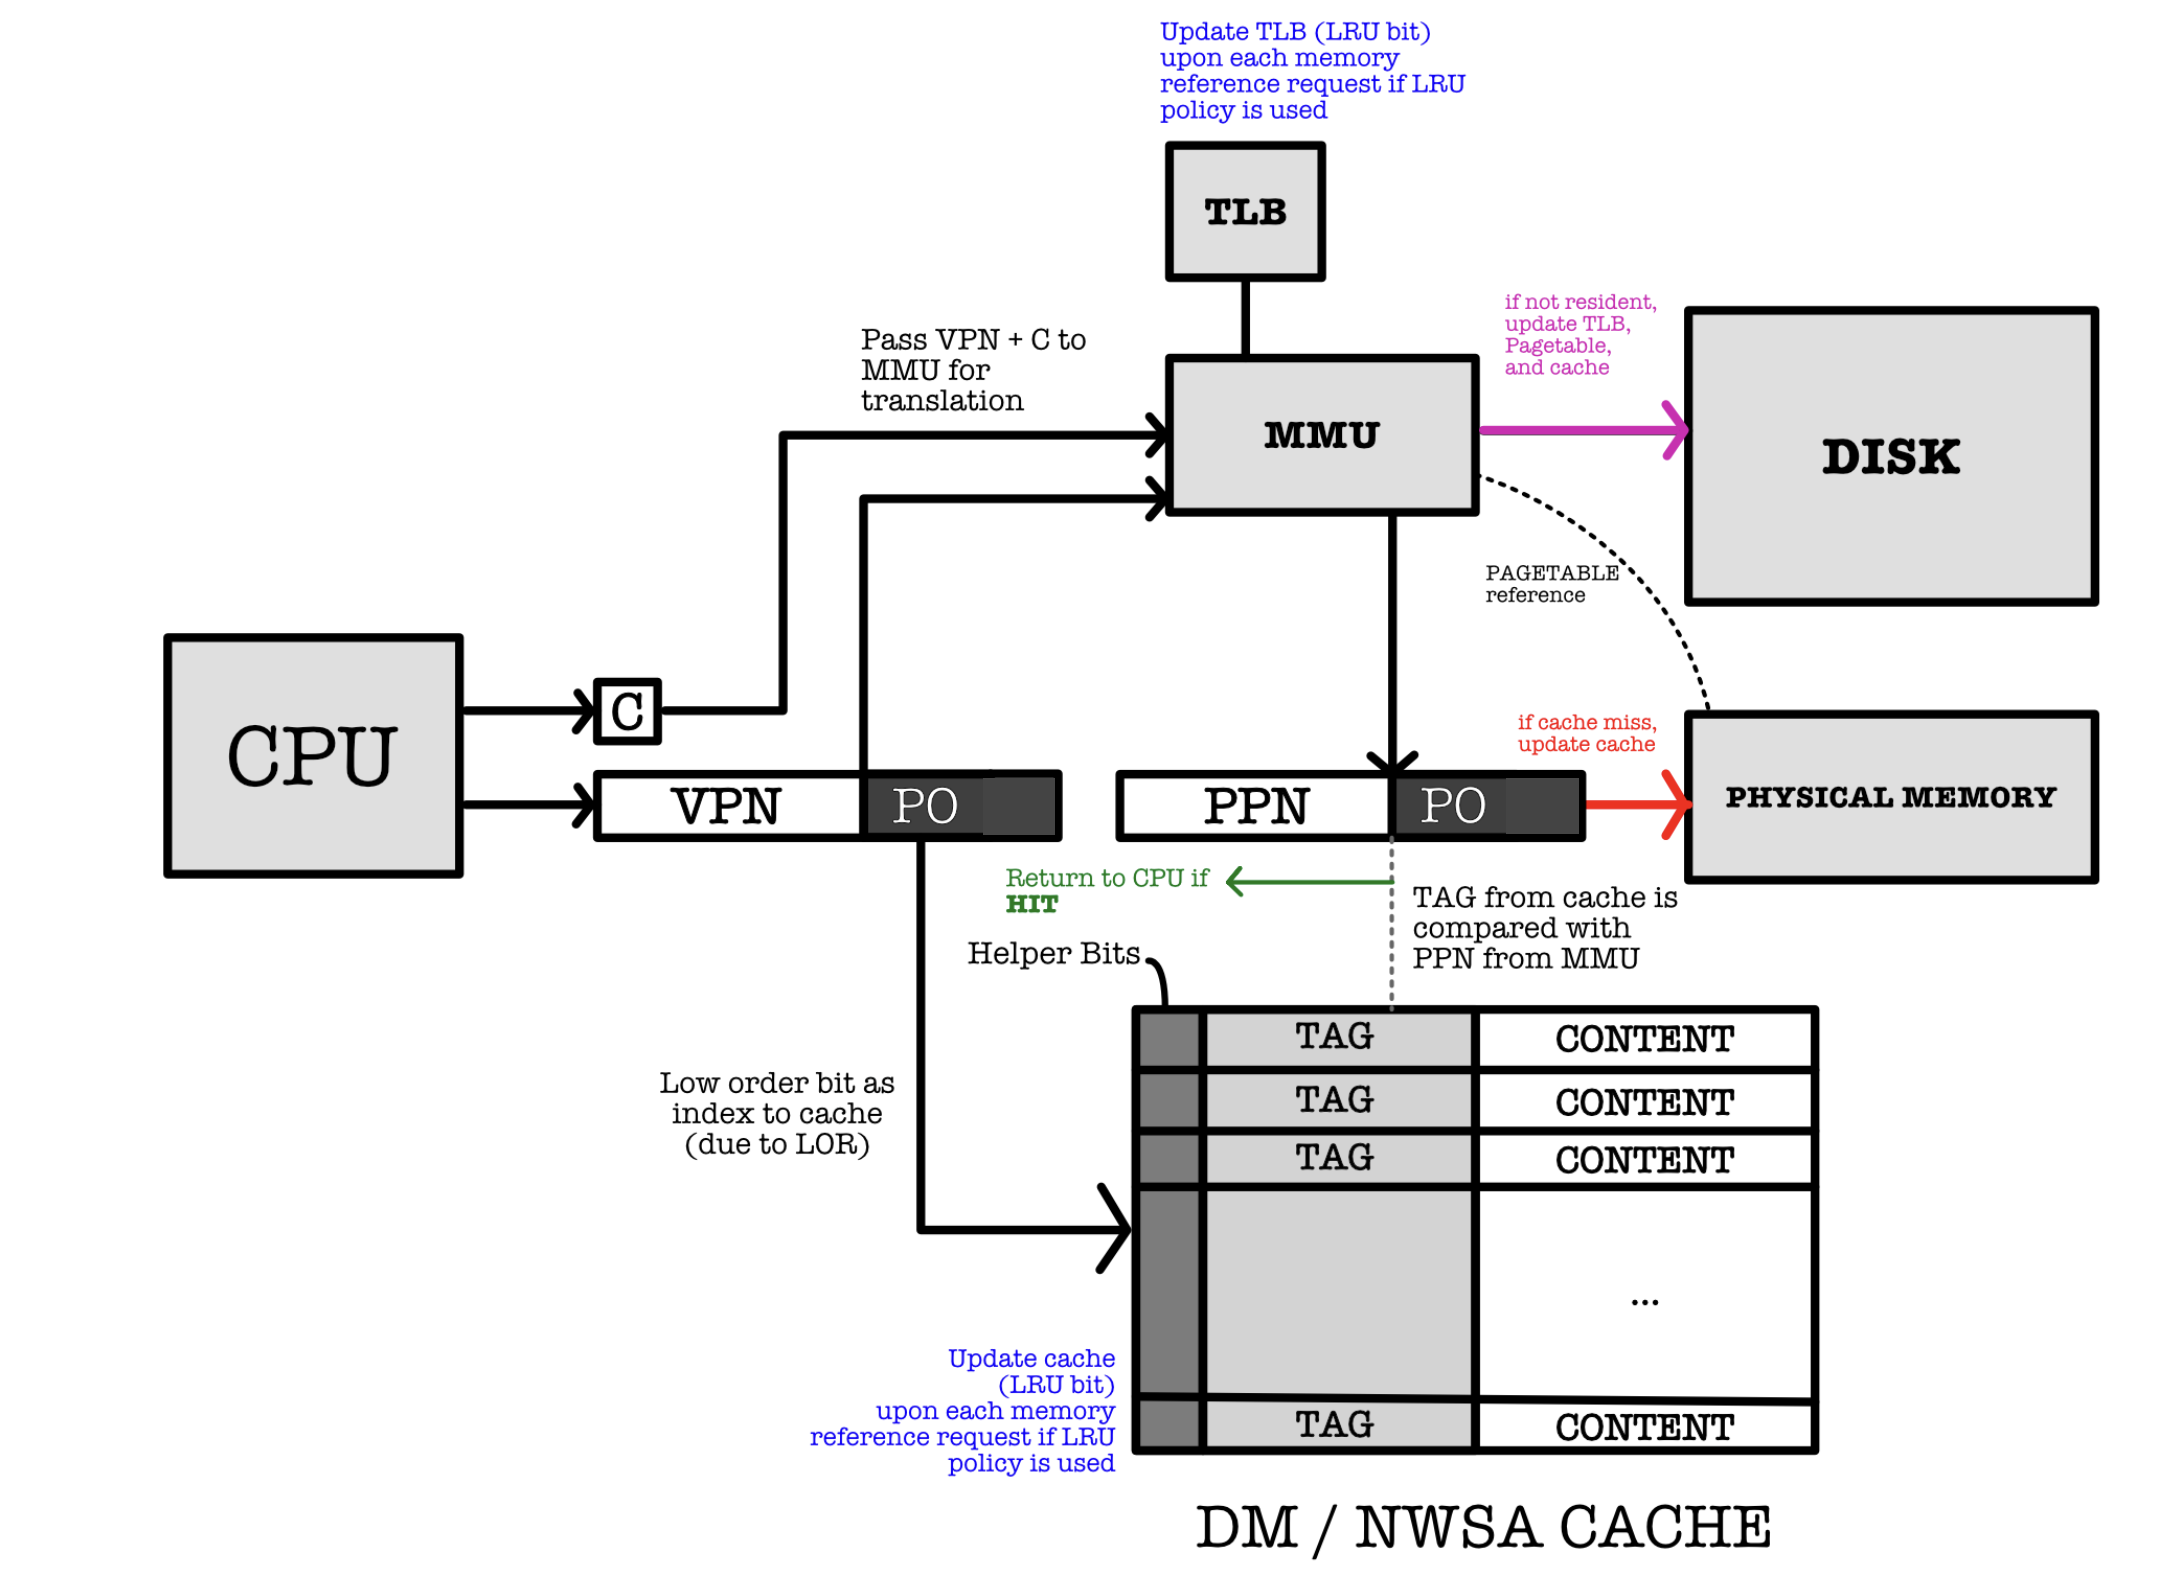 Update TLB (LRU bit)
upon each memory
reference request if LRU
policy is used
TLB
if not resident,
update TLB,
Pagetable,
and cache
Pass VPN + C to
MMU for
translation
MMU
DISK
PAGETABLE
reference
CPU
C
VPN
PO
PPN
PO
if cache miss,
update cache
PHYSICAL MEMORY
Return to CPU if
HIT
TAG from cache is
compared with
PPN from MMU
Helper Bits
TAG
CONTENT
TAG
CONTENT
TAG
CONTENT
Low order bit as
index to cache
(due to LOR)
...
Update cache
(LRU bit)
upon each memory
reference request if LRU
policy is used
TAG
CONTENT
DM / NWSA CACHE